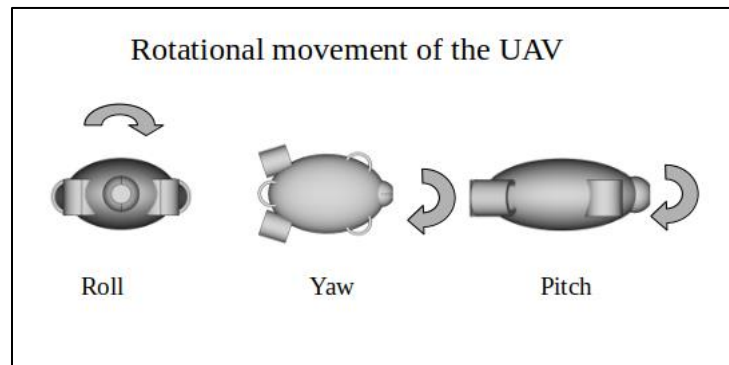 Rotational movement of the UAV
Roll
Yaw
Pitch